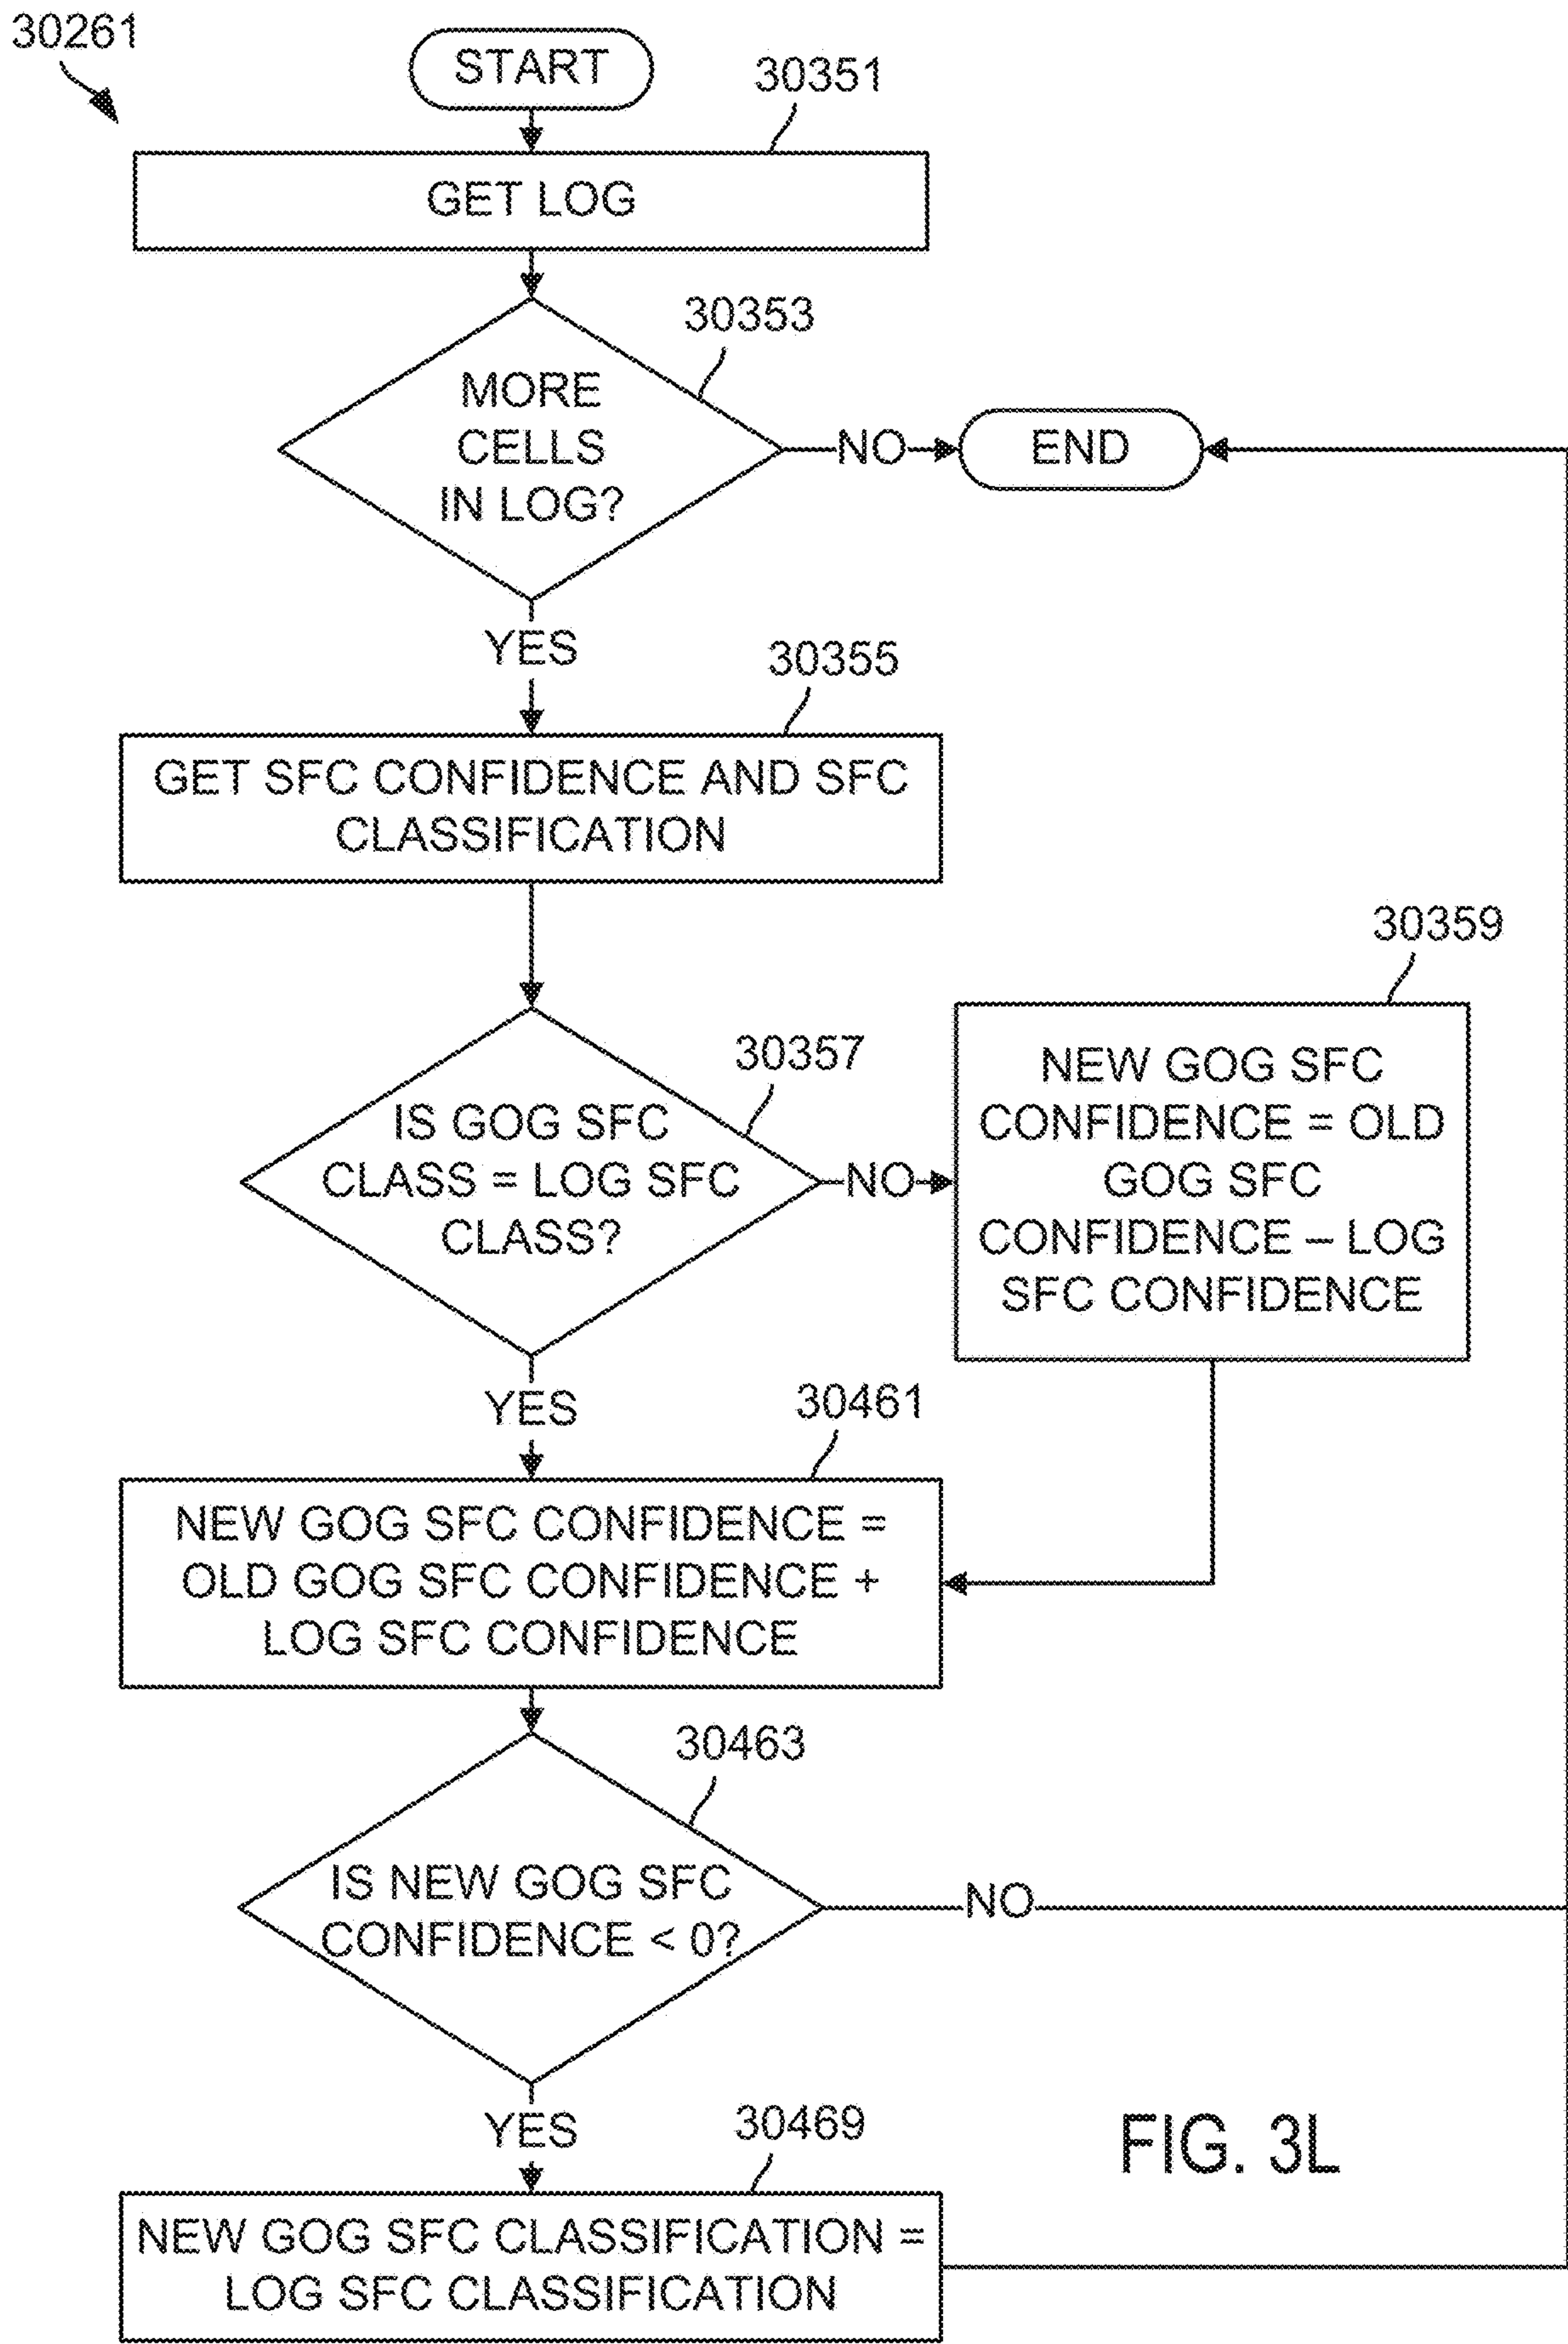 30261
START
30351
GET LOG
30353
MORE
CELLS
IN LOG?
NO
END
YES
30355
GET SFC CONFIDENCE AND SFC
CLASSIFICATION
30359
30357
IS GOG SFC
CLASS = LOG SFC
CLASS?
NO
NEW GOG SFC
CONFIDENCE = OLD
GOG SFC
CONFIDENCE – LOG
SFC CONFIDENCE
YES
30461
NEW GOG SFC CONFIDENCE =
OLD GOG SFC CONFIDENCE +
LOG SFC CONFIDENCE
30463
IS NEW GOG SFC
CONFIDENCE < 0?
NO
YES
30469
NEW GOG SFC CLASSIFICATION =
LOG SFC CLASSIFICATION
FIG. 3L